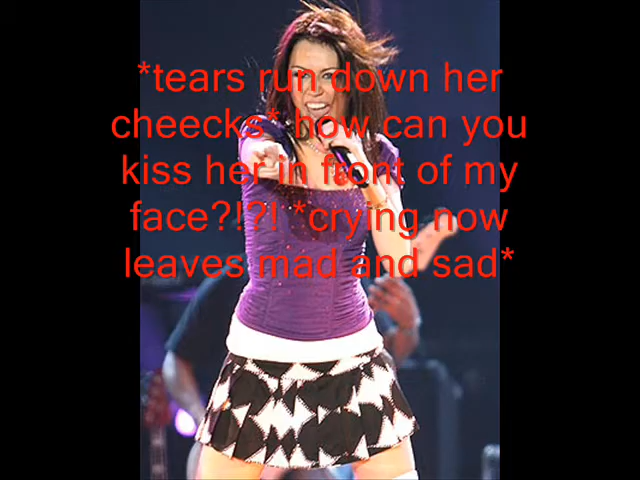 *tears run down her
cheecks* how can you
kiss her in front of my
face?!?! *crying now
leaves mad and sad*